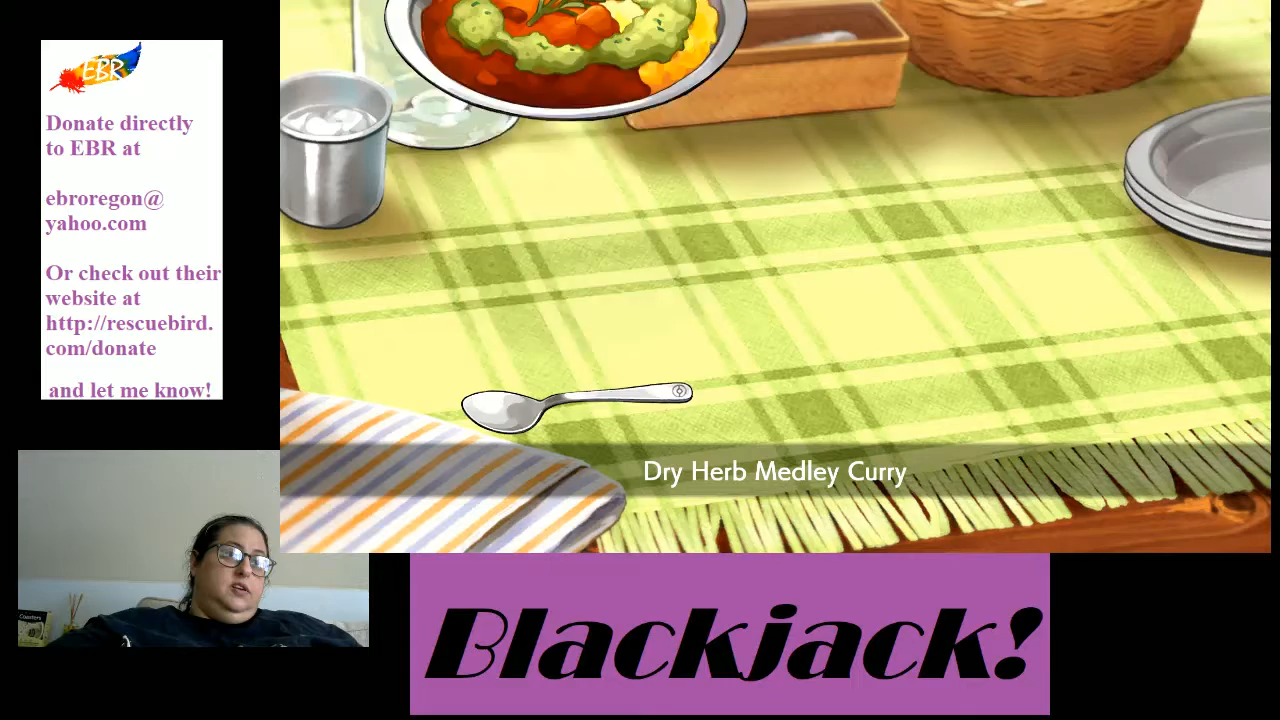 EBR
Donate directly
to EBR at
ebroregon@
yahoo.com
Or check out their
website at
http://rescuebird.
com/donate
and let me know!
Dry Herb Medley Curry
Coasters
Blackjack!